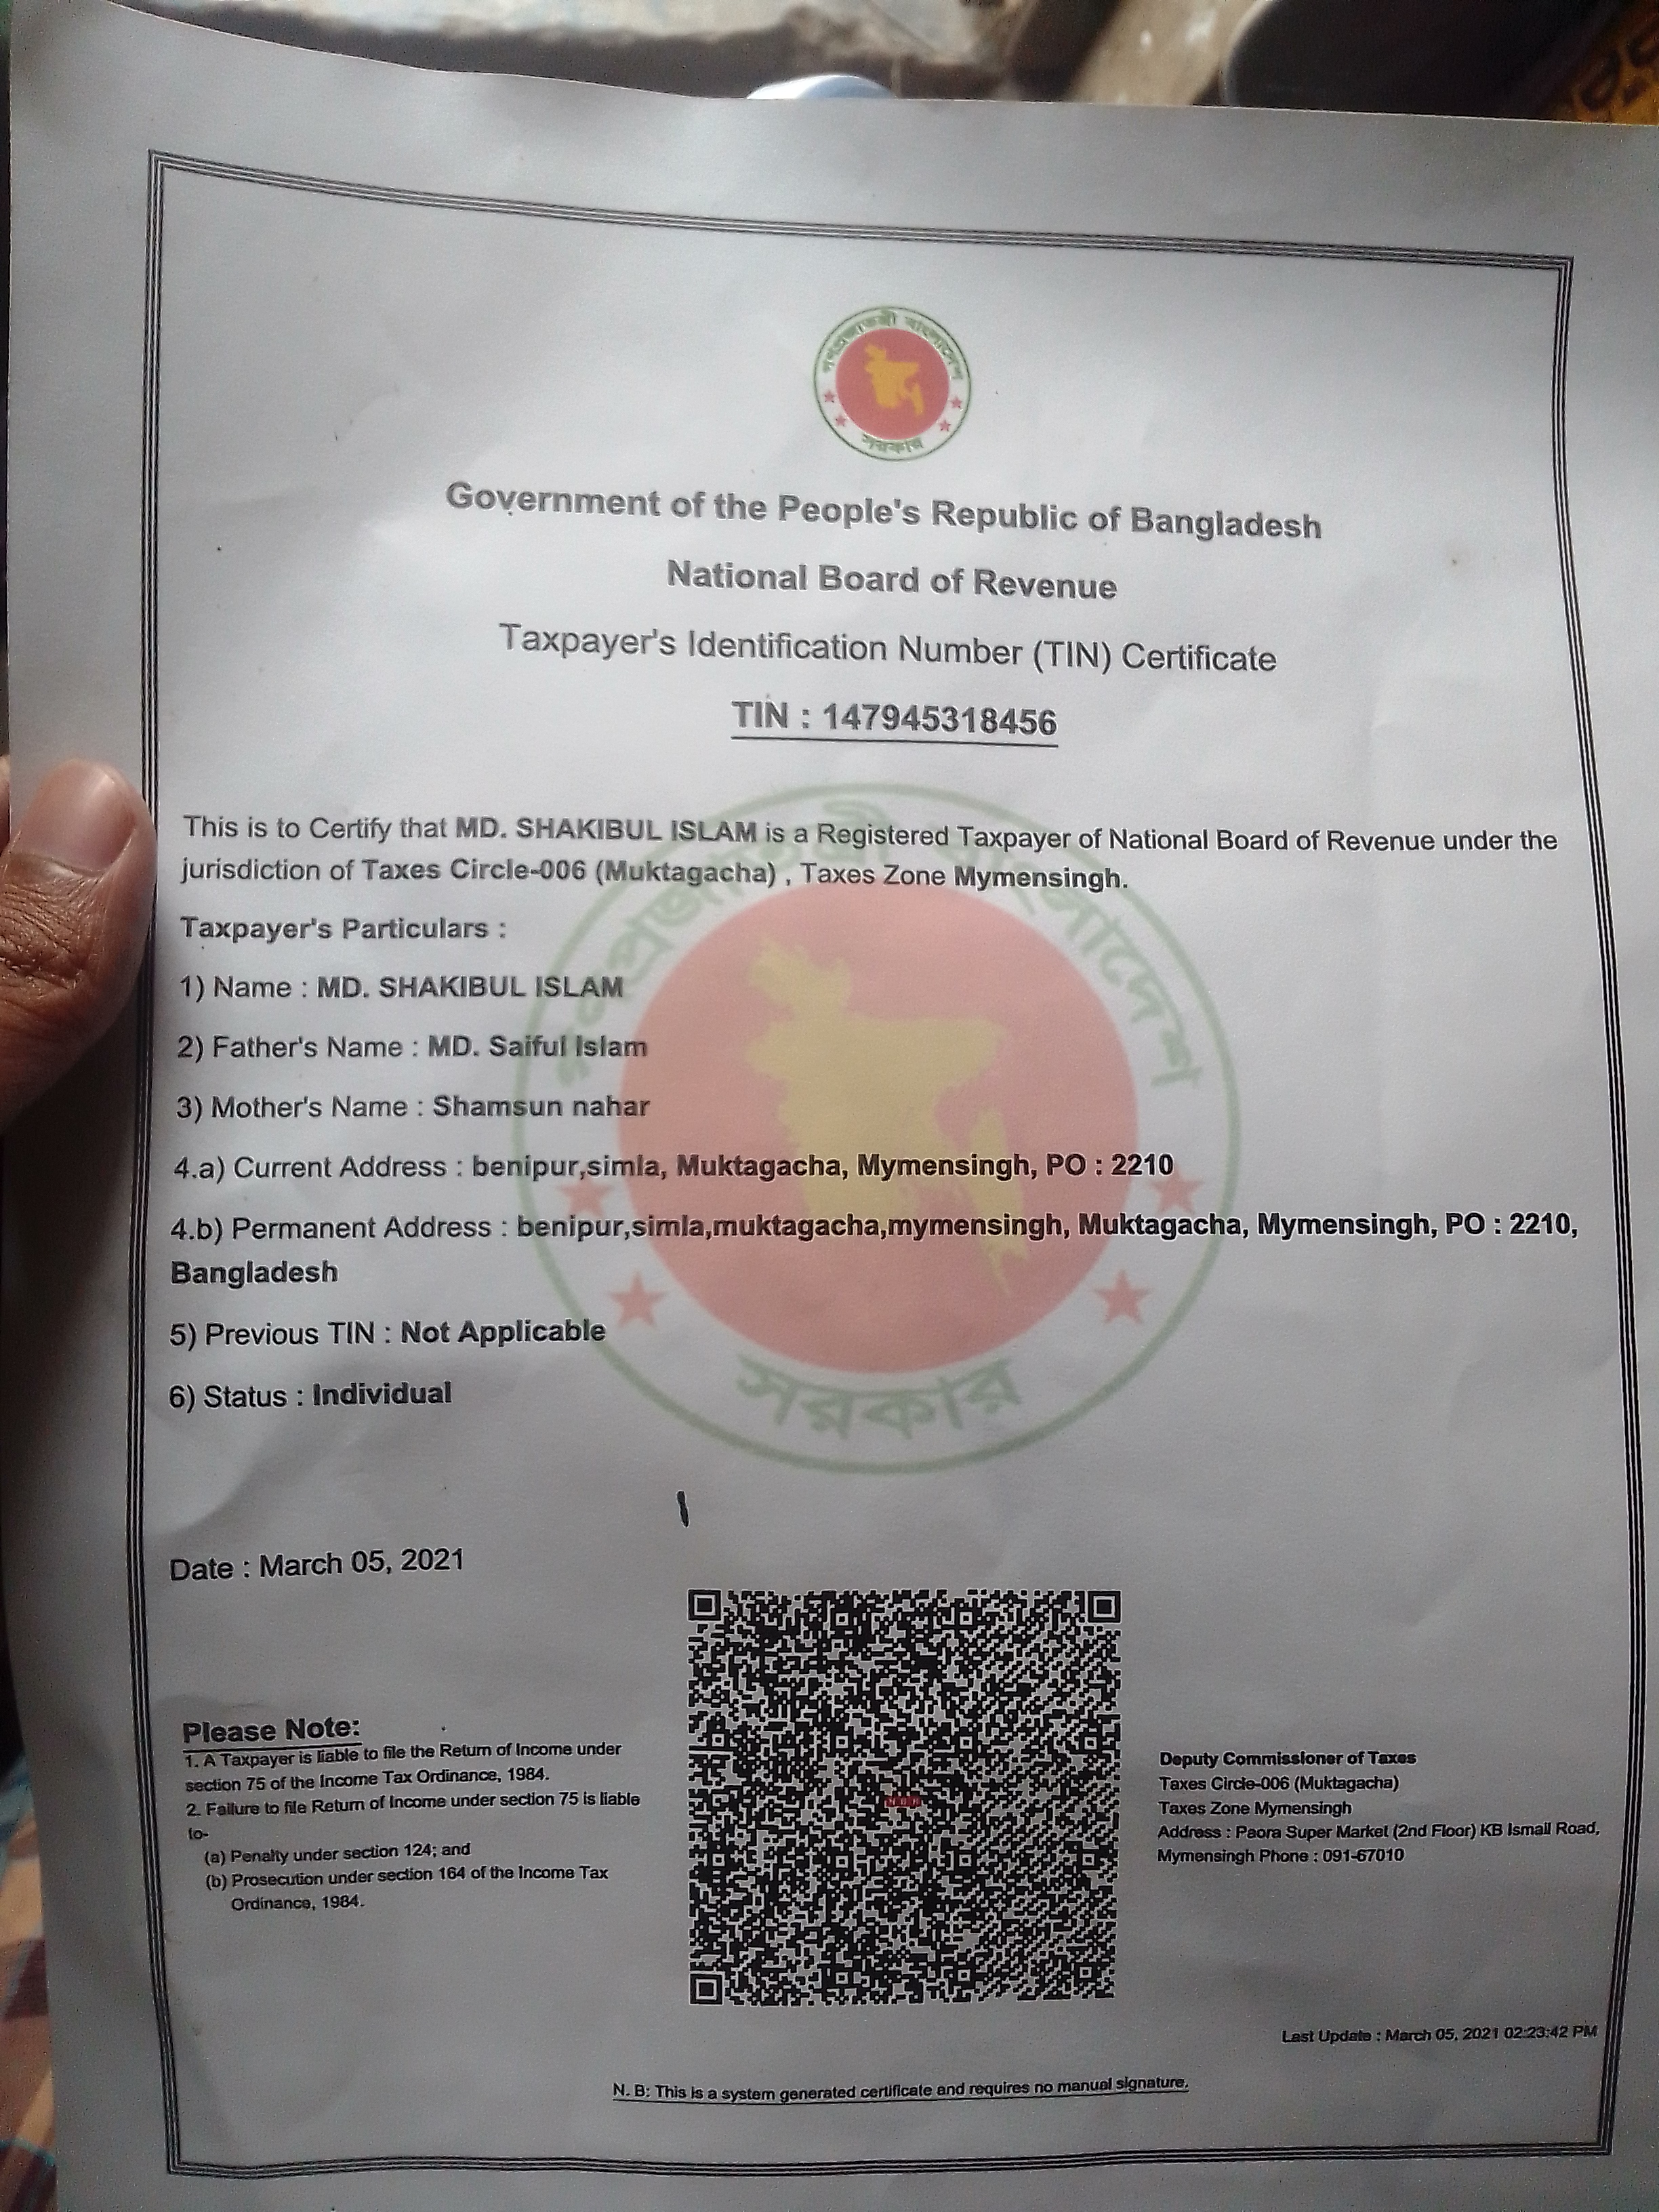 গণপ্রজাতন্ত্রী বাংলাদেশ
সরকার
Government of the People's Republic of Bangladesh
National Board of Revenue
Taxpayer's Identification Number (TIN) Certificate
TIN : 147945318456
This is to Certify that MD. SHAKIBUL ISLAM is a Registered Taxpayer of National Board of Revenue under the
jurisdiction of Taxes Circle-006 (Muktagacha) , Taxes Zone Mymensingh.
Taxpayer's Particulars :
1) Name : MD. SHAKIBUL ISLAM
2) Father's Name : MD. Saiful Islam
3) Mother's Name : Shamsun nahar
4.a) Current Address : benipur,simla, Muktagacha, Mymensingh, PO : 2210
4.b) Permanent Address : benipur,simla,muktagacha,mymensingh, Muktagacha, Mymensingh, PO : 2210,
Bangladesh
5) Previous TIN : Not Applicable
6) Status : Individual
গণপ্রজাতন্ত্রী বাংলাদেশ
সরকার
Date : March 05, 2021
Please Note:
1. A Taxpayer is liable to file the Return of Income under
section 75 of the Income Tax Ordinance, 1984.
2. Failure to file Return of Income under section 75 is liable
to-
(a) Penalty under section 124; and
(b) Prosecution under section 164 of the Income Tax
Ordinance, 1984.
NBR
Deputy Commissioner of Taxes
Taxes Circle-006 (Muktagacha)
Taxes Zone Mymensingh
Address : Paora Super Market (2nd Floor) KB Ismail Road,
Mymensingh Phone : 091-67010
Last Update : March 05, 2021 02:23:42 PM
N. B: This is a system generated certificate and requires no manual signature.